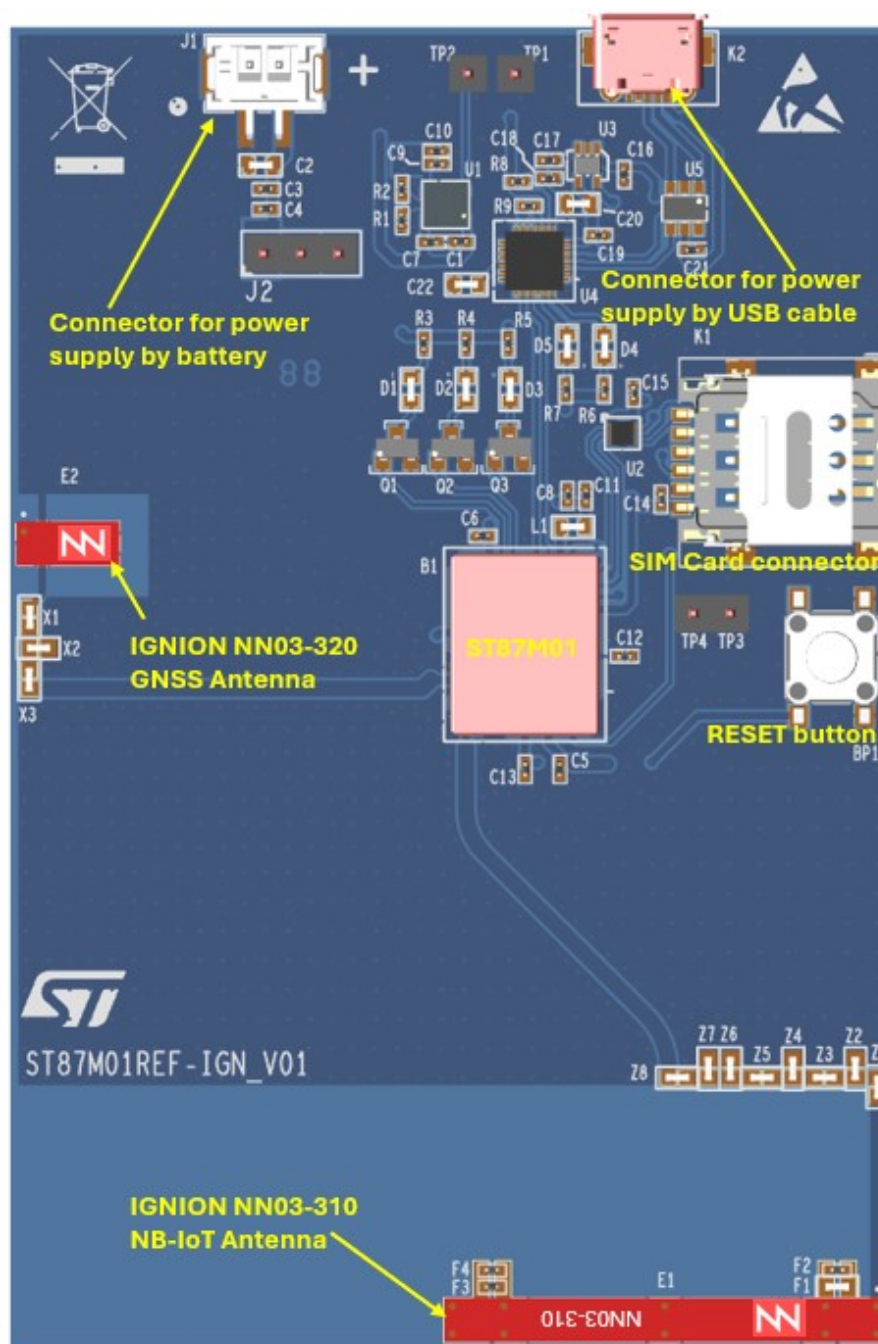 J1
TP2
TP1
K2
C10
C9
C18
C17
U3
C16
U1
U5
C2
C3
R2
R8
C4
R1
R9
C20
C19
C7
C1
C21
J2
C22
U4
Connector for power
supply by USB cable
Connector for power
supply by battery
R3
R4
R5
K1
D5
D4
D1
D2
D3
R7
R6
C15
U2
Q1
Q2
Q3
C8
C11
C14
E2
L1
C6
SIM Card connector
B1
X1
X2
X3
IGNION NN03-320
GNSS Antenna
ST87M01
C12
TP4
TP3
RESET button
BP1
C13
C5
ST
ST87M01REF-IGN_V01
Z8
Z7
Z6
Z5
Z4
Z3
Z2
IGNION NN03-310
NB-IoT Antenna
F4
F3
E1
F2
F1
NN03-310